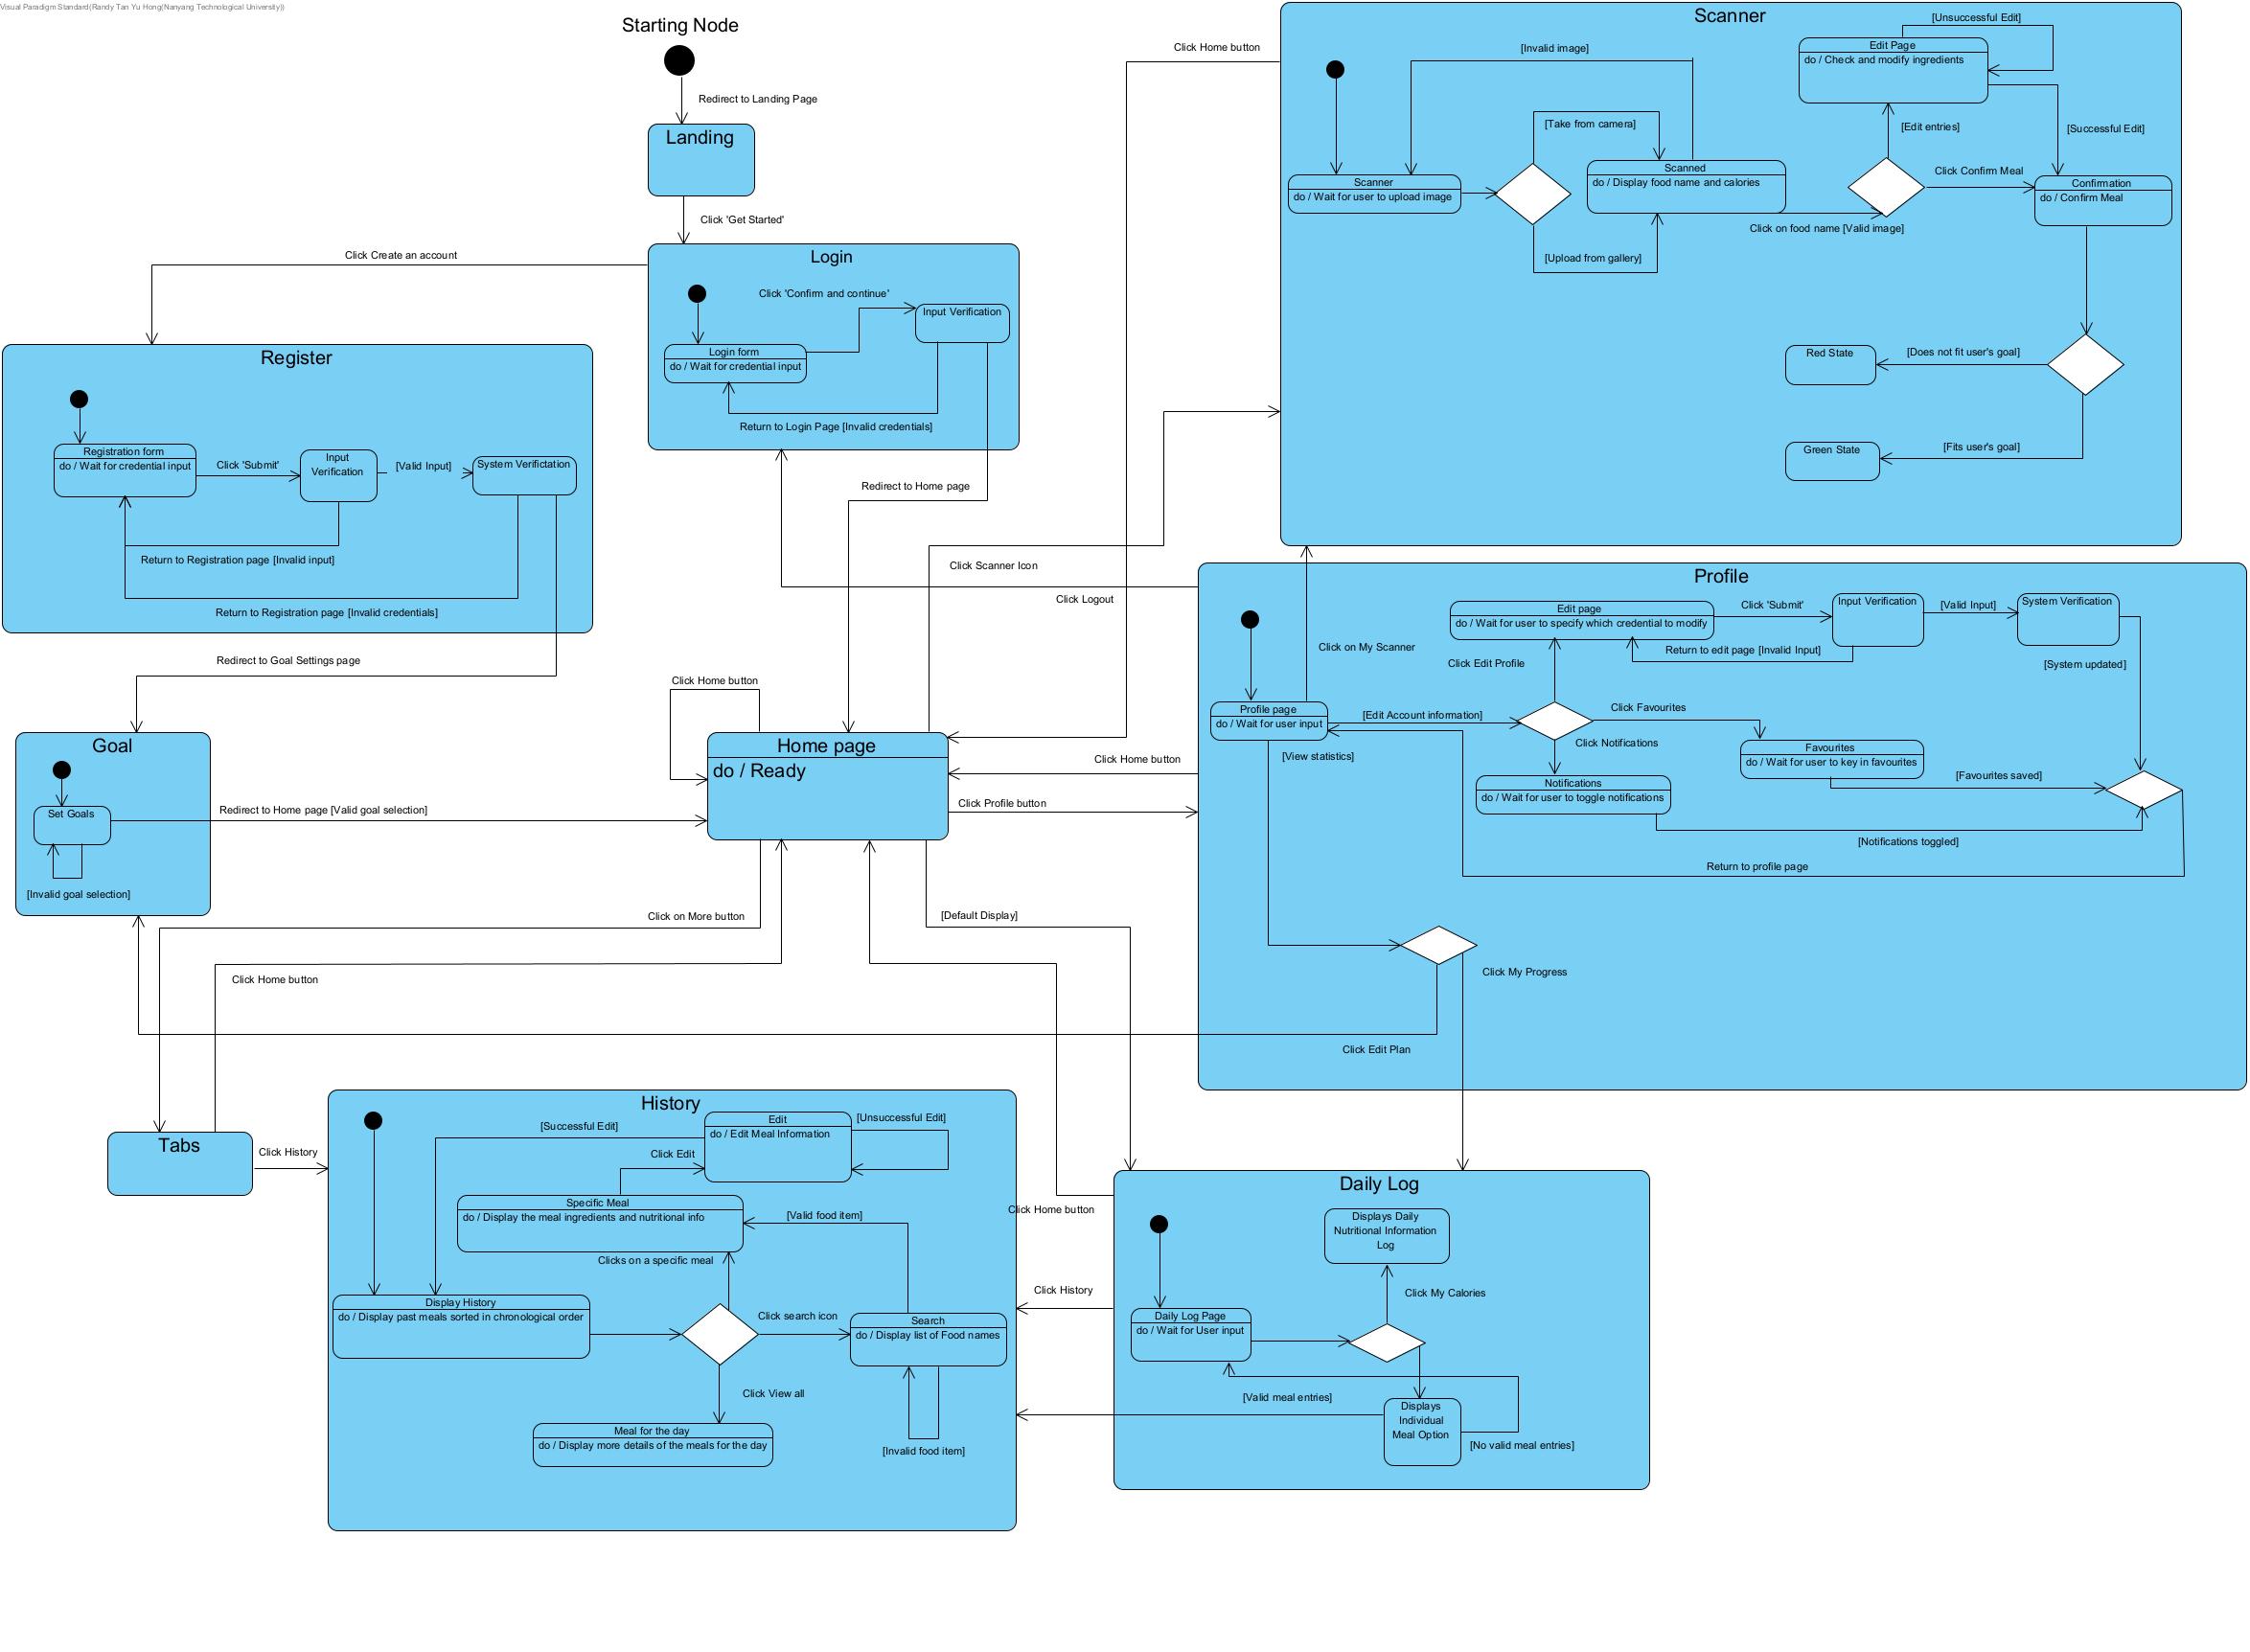 Visual Paradigm Standard(Randy Tan Yu Hong(Nanyang Technological University))
Starting Node
Redirect to Landing Page
Landing
Click 'Get Started'
Click Create an account
Login
Click 'Confirm and continue'
Input Verification
Login form
do / Wait for credential input
Return to Login Page [Invalid credentials]
Redirect to Home page
Register
Registration form
do / Wait for credential input
Click 'Submit'
Input
Verification
[Valid Input]
System Verifictation
Return to Registration page [Invalid input]
Return to Registration page [Invalid credentials]
Redirect to Goal Settings page
Scanner
Click Home button
[Invalid image]
[Unsuccessful Edit]
Edit Page
do / Check and modify ingredients
[Take from camera]
[Edit entries]
[Successful Edit]
Scanner
do / Wait for user to upload image
Scanned
do / Display food name and calories
Click Confirm Meal
Confirmation
do / Confirm Meal
Click on food name [Valid image]
[Upload from gallery]
Red State
[Does not fit user's goal]
Green State
[Fits user's goal]
Click Scanner Icon
Click Logout
Profile
Click on My Scanner
Edit page
do / Wait for user to specify which credential to modify
Click 'Submit'
Input Verification
[Valid Input]
System Verification
Return to edit page [Invalid Input]
Click Edit Profile
[System updated]
Profile page
do / Wait for user input
[Edit Account information]
Click Favourites
Click Notifications
[View statistics]
Favourites
do / Wait for user to key in favourites
[Favourites saved]
Notifications
do / Wait for user to toggle notifications
[Notifications toggled]
Return to profile page
Click My Progress
Click Edit Plan
Click Home button
Home page
do / Ready
Click Home button
Click Profile button
Goal
Set Goals
Redirect to Home page [Valid goal selection]
[Invalid goal selection]
Click on More button
[Default Display]
Click Home button
Tabs
Click History
History
[Successful Edit]
Edit
do / Edit Meal Information
[Unsuccessful Edit]
Click Edit
Specific Meal
do / Display the meal ingredients and nutritional info
[Valid food item]
Clicks on a specific meal
Display History
do / Display past meals sorted in chronological order
Click search icon
Search
do / Display list of Food names
Click View all
Meal for the day
do / Display more details of the meals for the day
[Invalid food item]
Click Home button
Click History
Daily Log
Displays Daily
Nutritional Information
Log
Click My Calories
Daily Log Page
do / Wait for User input
[Valid meal entries]
Displays
Individual
Meal Option
[No valid meal entries]